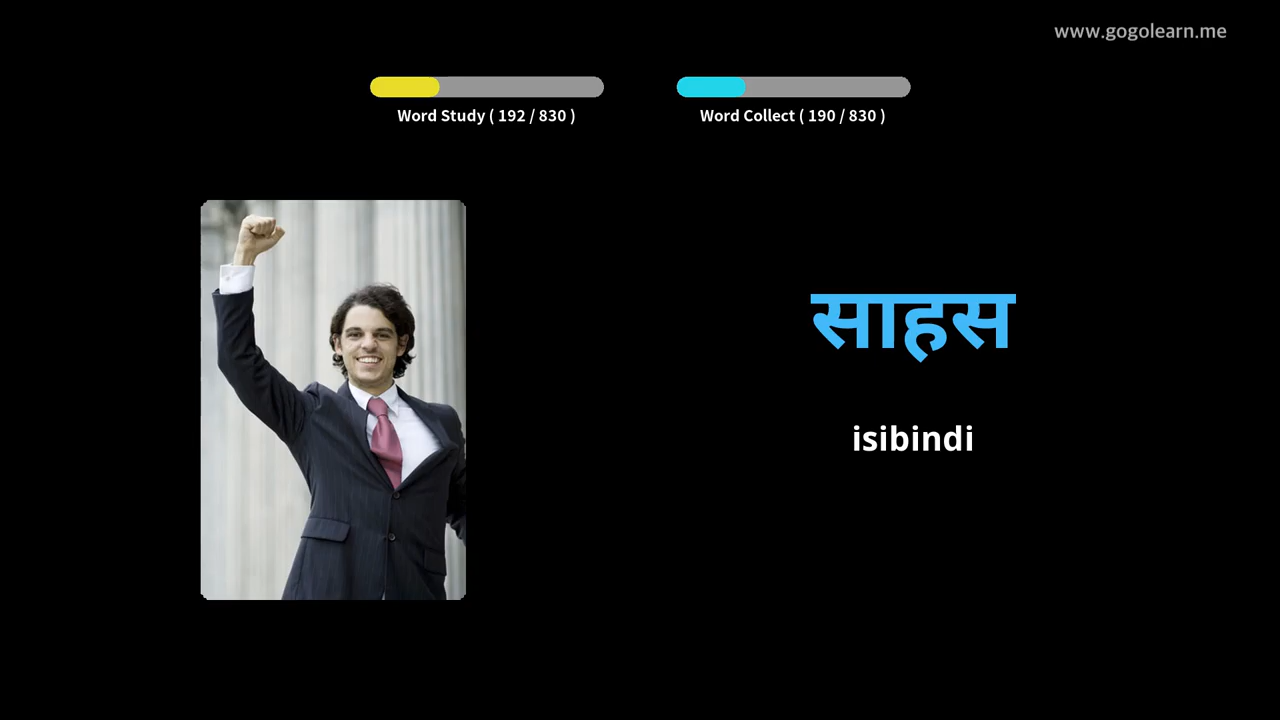 www.gogolearn.me
Word Study ( 192 / 830 )
Word Collect ( 190 / 830 )
साहस
isibindi